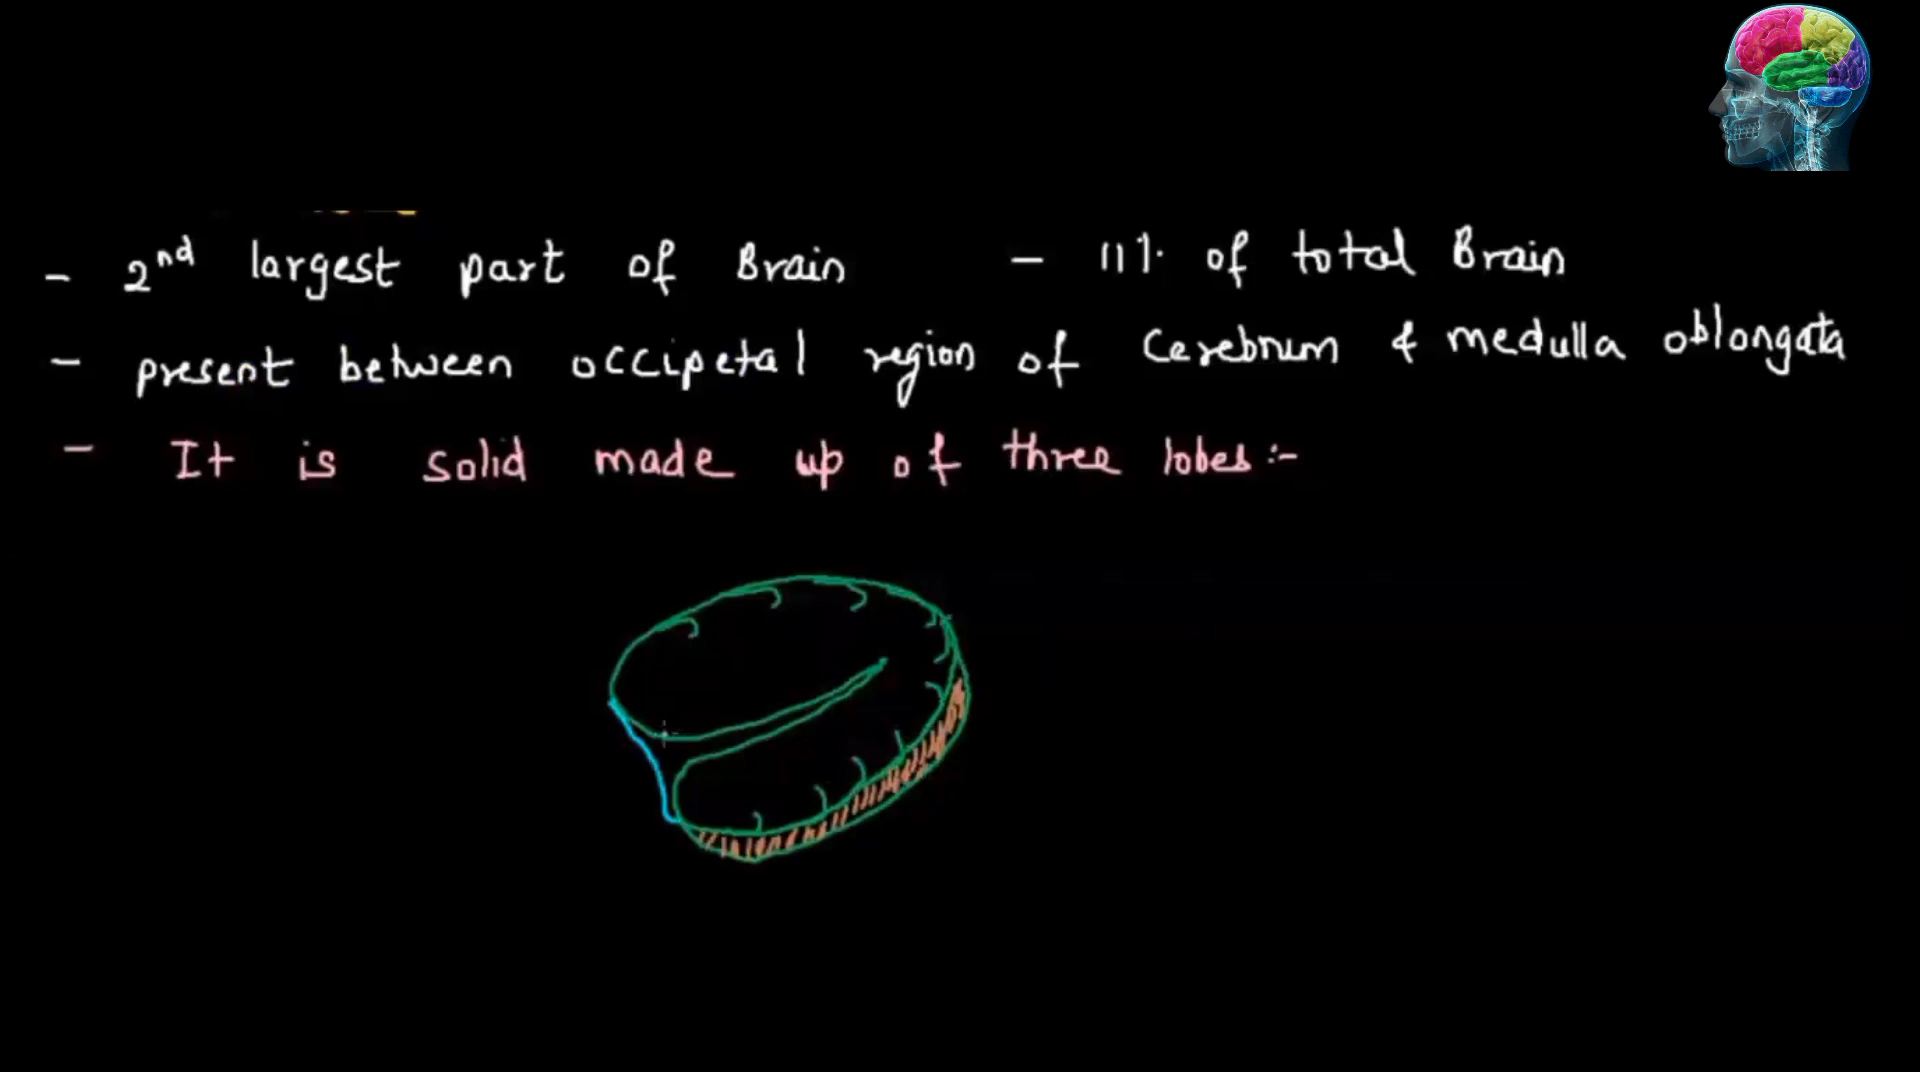 - 2nd largest part of Brain - 11% of total Brain
- present between occipetal region of Cerebrum & medulla oblongata
- It is solid made up of three lobes :-